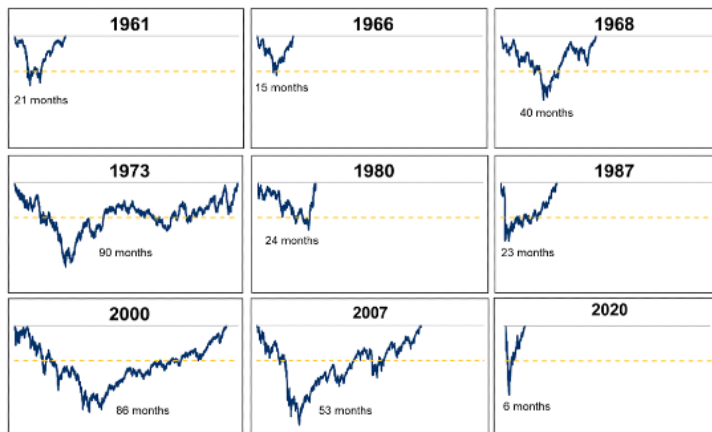 1961
21 months
1966
15 months
1968
40 months
1973
90 months
1980
24 months
1987
23 months
2000
86 months
2007
53 months
2020
6 months